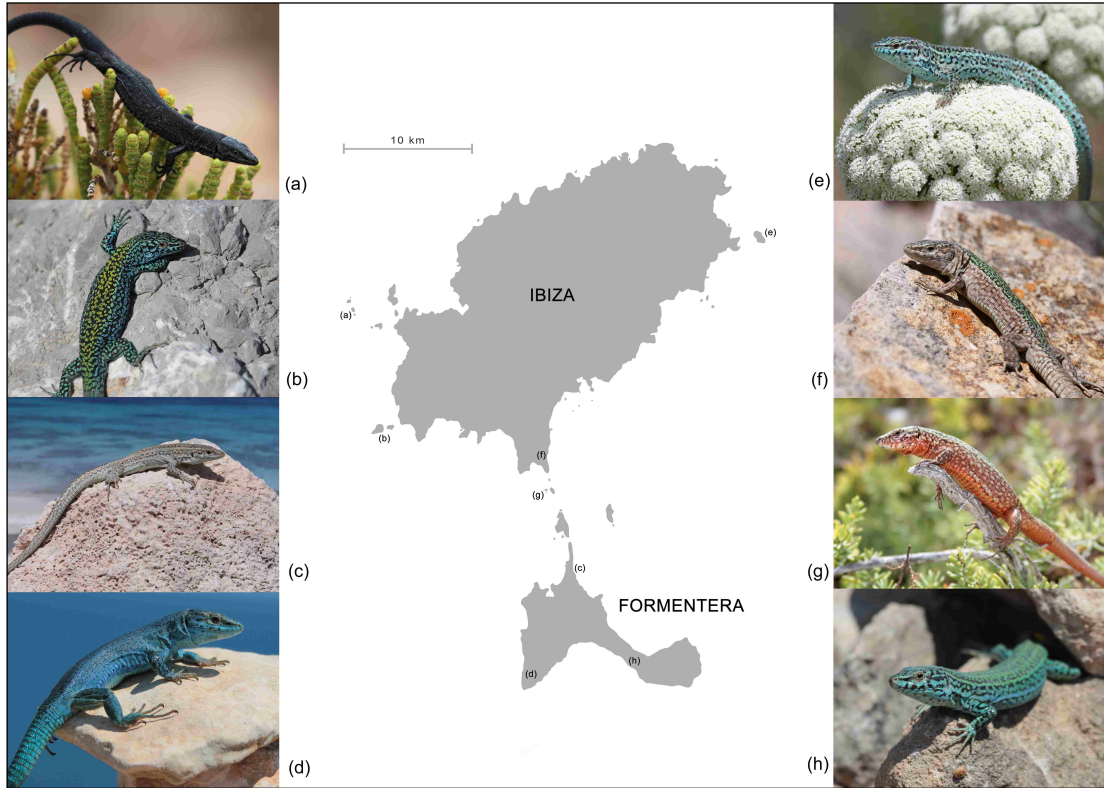 10 km
(a)
(e)
(e)
IBIZA
(a)
(b)
(f)
(b)
(f)
(g)
(c)
(c)
(g)
FORMENTERA
(h)
(d)
(d)
(h)